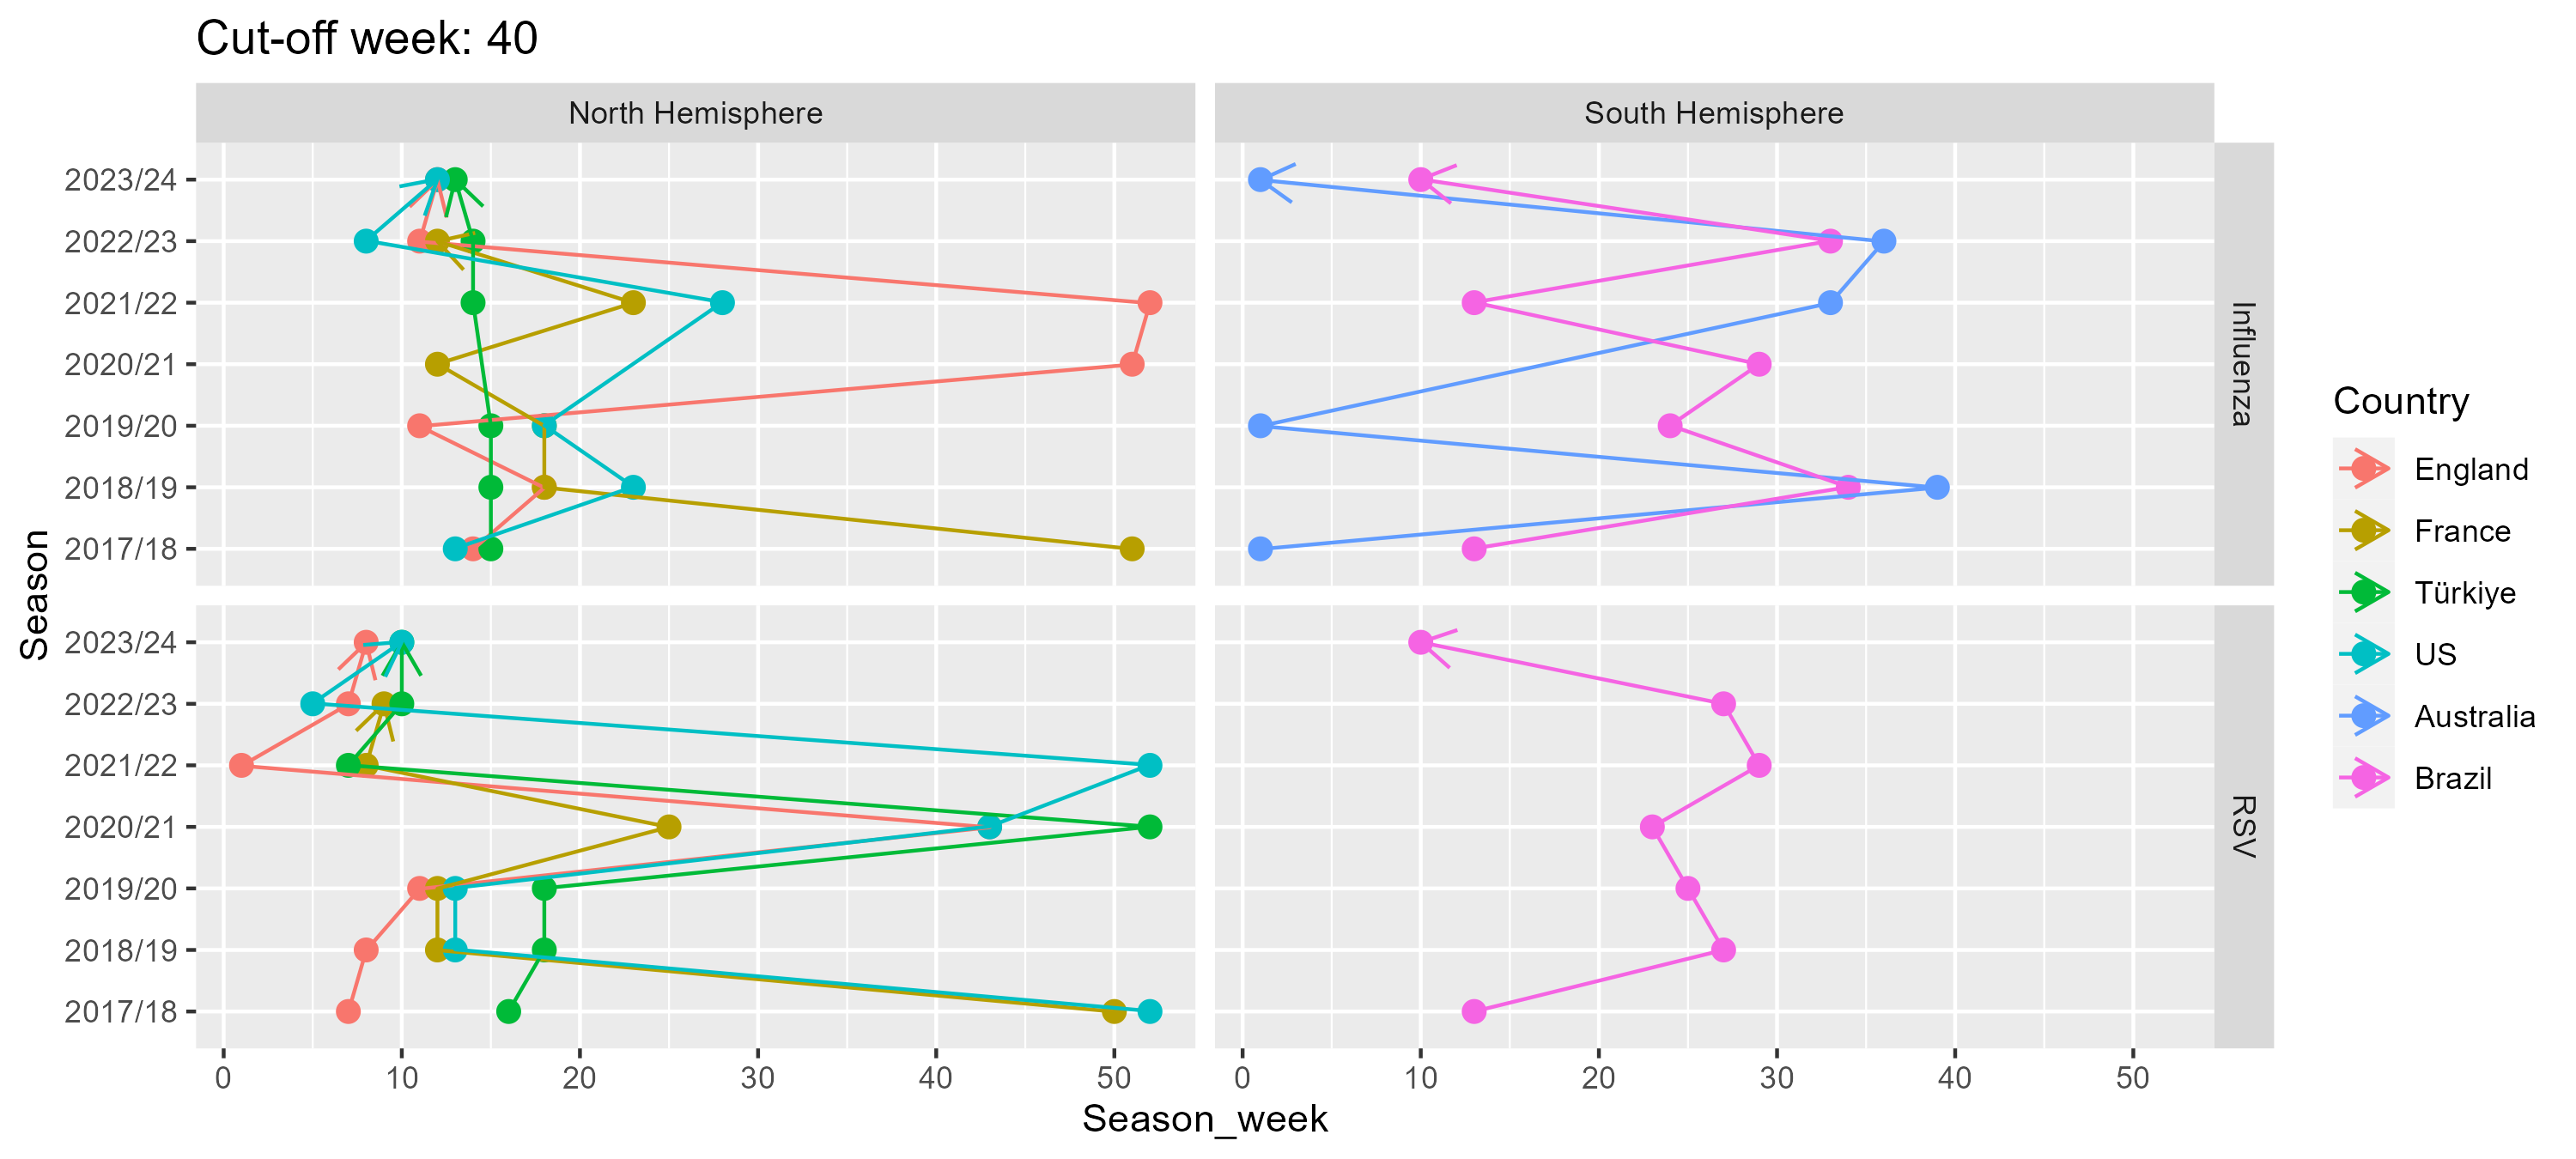 Cut-off week: 40
North Hemisphere
South Hemisphere
2023/24
2022/23
2021/22
2020/21
2019/20
2018/19
2017/18
Influenza
2023/24
2022/23
2021/22
2020/21
2019/20
2018/19
2017/18
RSV
0 10 20 30 40 50
0 10 20 30 40 50
Season_week
Season
Country
England
France
Türkiye
US
Australia
Brazil